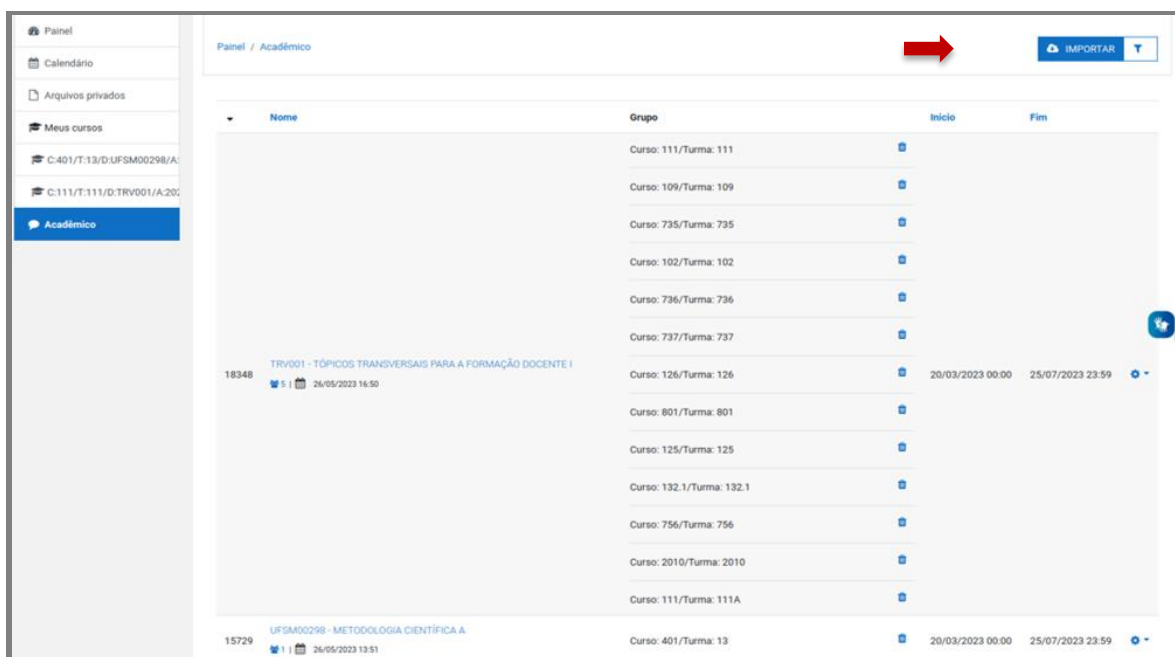 Painel
Calendário
Arquivos privados
Meus cursos
C:401/T:13/D:UFSM00298/A:
C:111/T:111/D:TRV001/A:202
Acadêmico
Painel / Acadêmico
IMPORTAR
Nome Grupo Início Fim
Curso: 111/Turma: 111
Curso: 109/Turma: 109
Curso: 735/Turma: 735
Curso: 102/Turma: 102
Curso: 736/Turma: 736
Curso: 737/Turma: 737
18348 TRV001 - TÓPICOS TRANSVERSAIS PARA A FORMAÇÃO DOCENTE I Curso: 126/Turma: 126 20/03/2023 00:00 25/07/2023 23:59
5 | 26/05/2023 16:50
Curso: 801/Turma: 801
Curso: 125/Turma: 125
Curso: 132.1/Turma: 132.1
Curso: 756/Turma: 756
Curso: 2010/Turma: 2010
Curso: 111/Turma: 111A
15729 UFSM00298 - METODOLOGIA CIENTÍFICA A Curso: 401/Turma: 13 20/03/2023 00:00 25/07/2023 23:59
1 | 26/05/2023 13:51